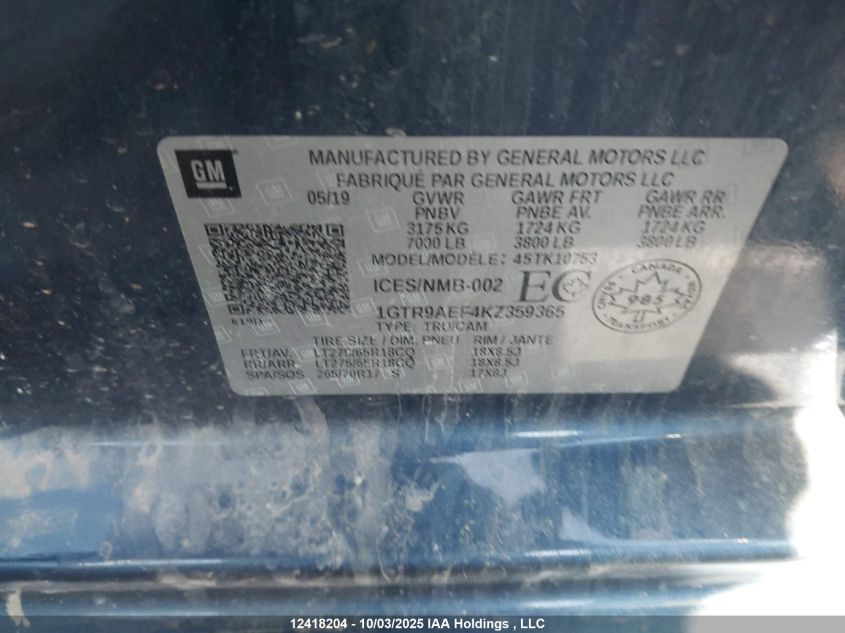 GM
MANUFACTURED BY GENERAL MOTORS LLC
FABRIQUÉ PAR GENERAL MOTORS LLC
05/19 GVWR GAWR FRT GAWR RR
PNBV PNBE AV. PNBE ARR.
3175 KG 1724 KG 1724 KG
7000 LB 3800 LB 3800 LB
MODEL/MODÈLE: 45TK10753
ICES/NMB-002 EC
1GTR9AEF4KZ359365
TYPE: TRU/CAM
TIRE SIZE / DIM. PNEU RIM / JANTE
FRT/AV. LT275/65R18CQ 18X8.5J
RR/ARR LT275/65R18CQ 18X8.5J
SPA/SOS 265/70R17 S 17X8J
619D
CANADA
985
TRANSPORT
12418204 - 10/03/2025 IAA Holdings , LLC